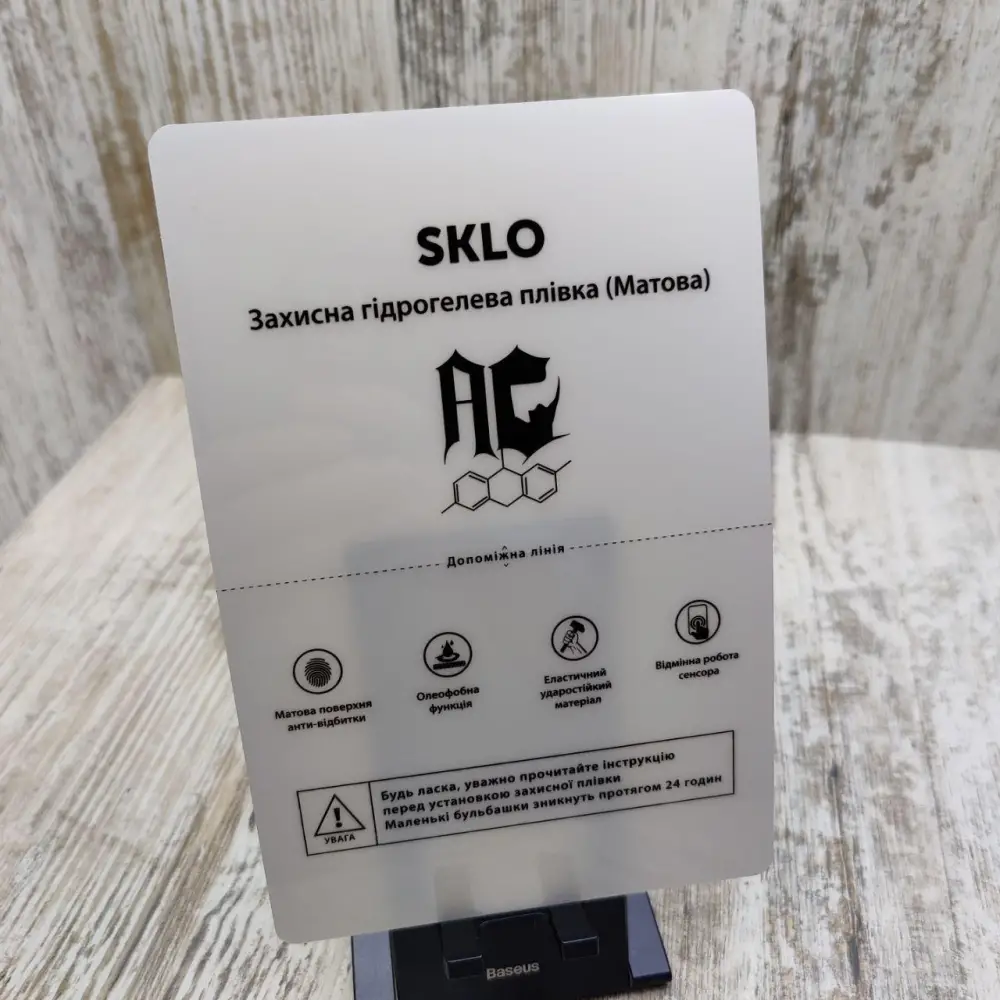 SKLO
Захисна гідрогелева плівка (Матова)
AG
Допоміжна лінія
Матова поверхня
анти-відбитки
Олеофобна
функція
Еластичний
ударостійкий
матеріал
Відмінна робота
сенсора
УВАГА
Будь ласка, уважно прочитайте інструкцію
перед установкою захисної плівки
Маленькі бульбашки зникнуть протягом 24 годин
Baseus